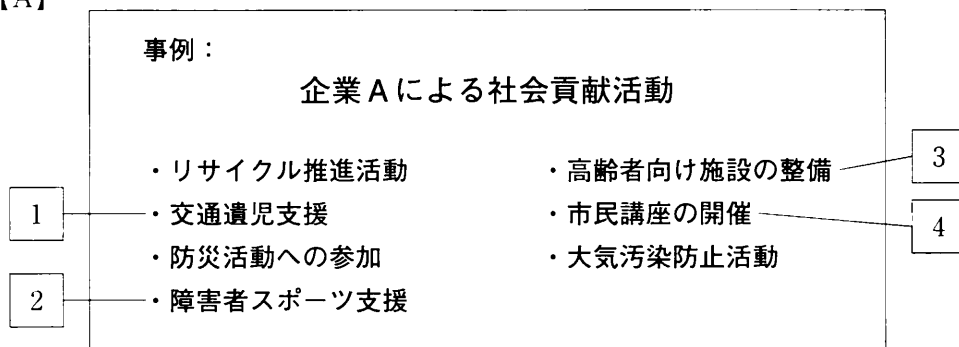 【A】
事例：
企業Aによる社会貢献活動
・リサイクル推進活動
・交通遺児支援
・防災活動への参加
・障害者スポーツ支援
・高齢者向け施設の整備
・市民講座の開催
・大気汚染防止活動
1
2
3
4